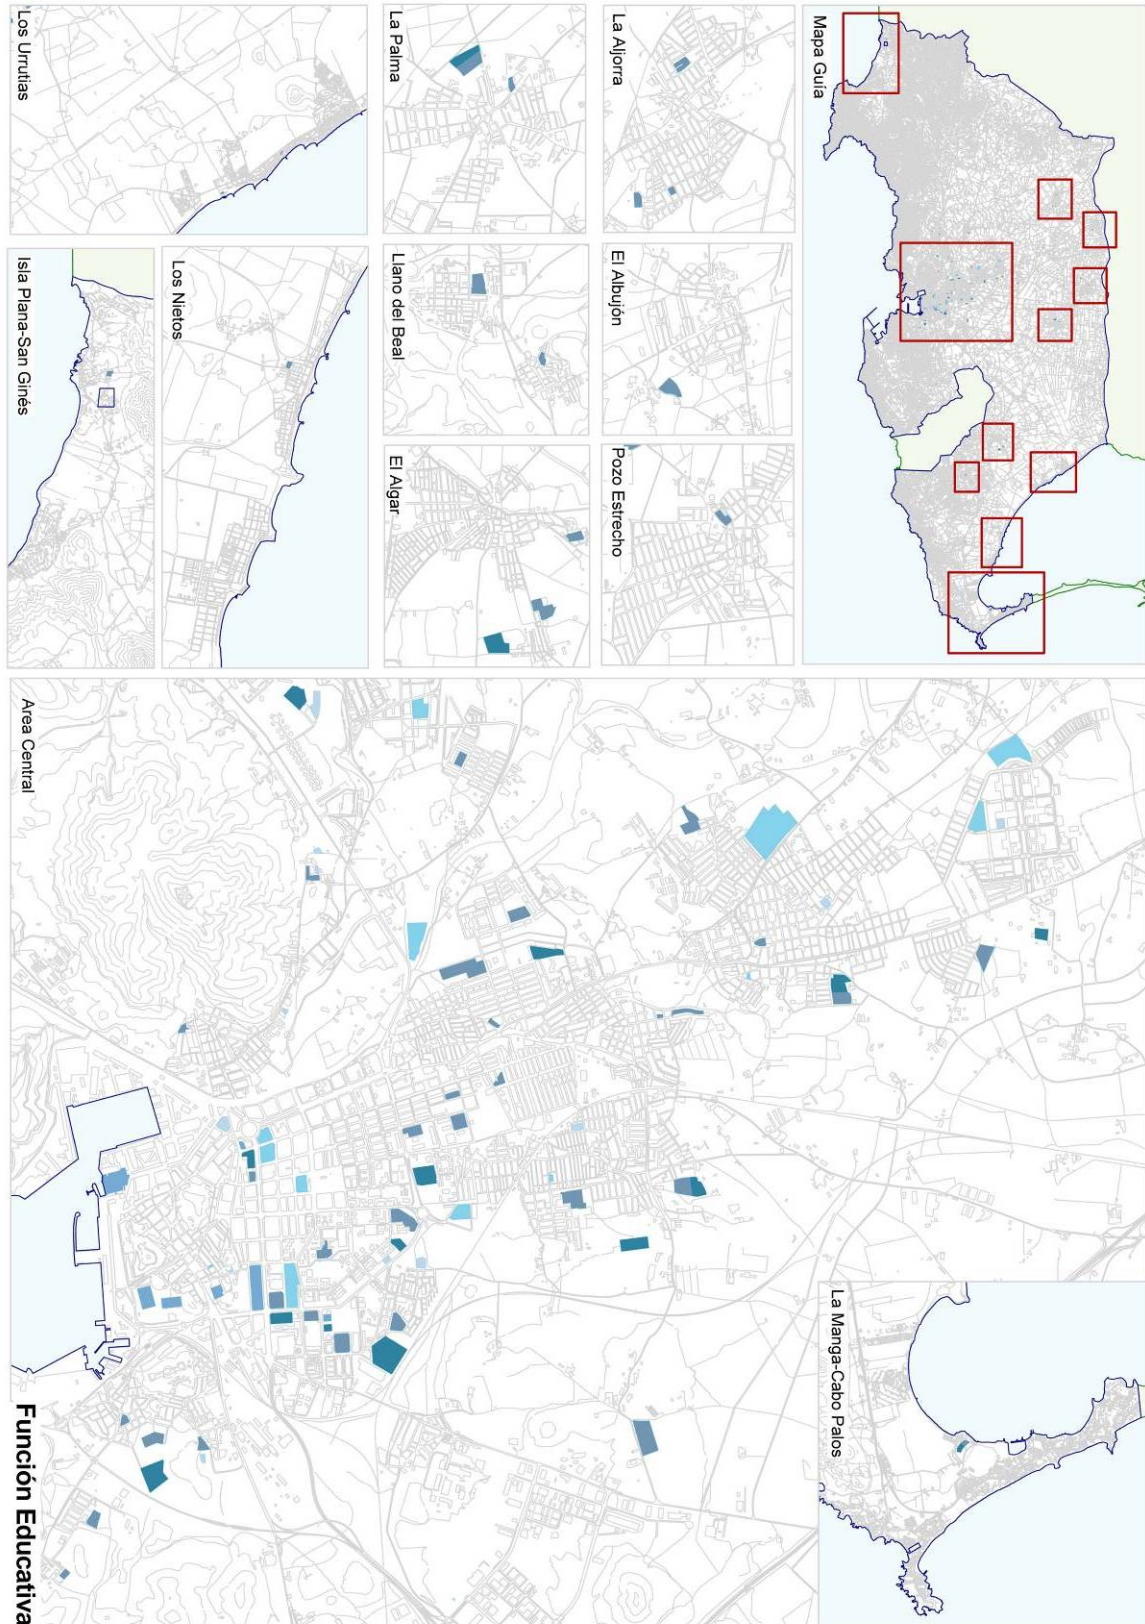 Mapa Guía
La Manga-Cabo Palos
La Aljorra
El Albujón
Pozo Estrecho
La Palma
Llano del Beal
El Algar
Los Urrutias
Los Nietos
Isla Plana-San Ginés
Area Central
Función Educativa